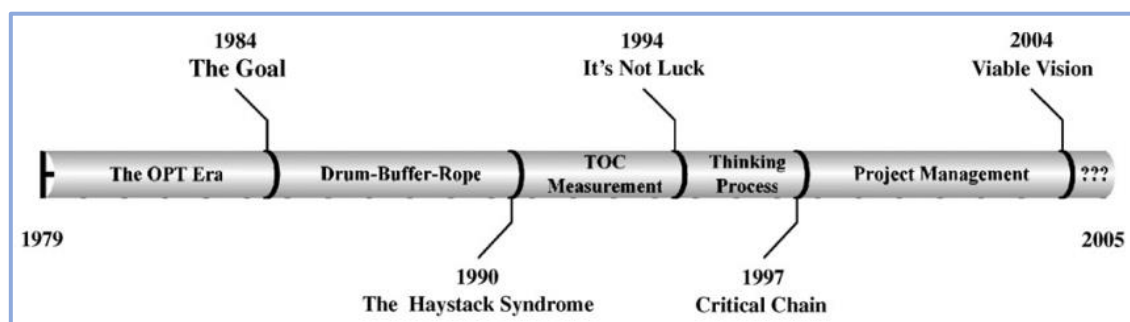 1984
The Goal
1994
It's Not Luck
2004
Viable Vision
The OPT Era
Drum-Buffer-Rope
TOC
Measurement
Thinking
Process
Project Management
???
1979
2005
1990
The Haystack Syndrome
1997
Critical Chain